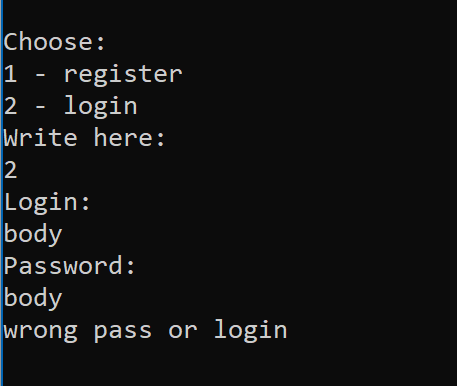 Choose:
1 - register
2 - login
Write here:
2
Login:
body
Password:
body
wrong pass or login